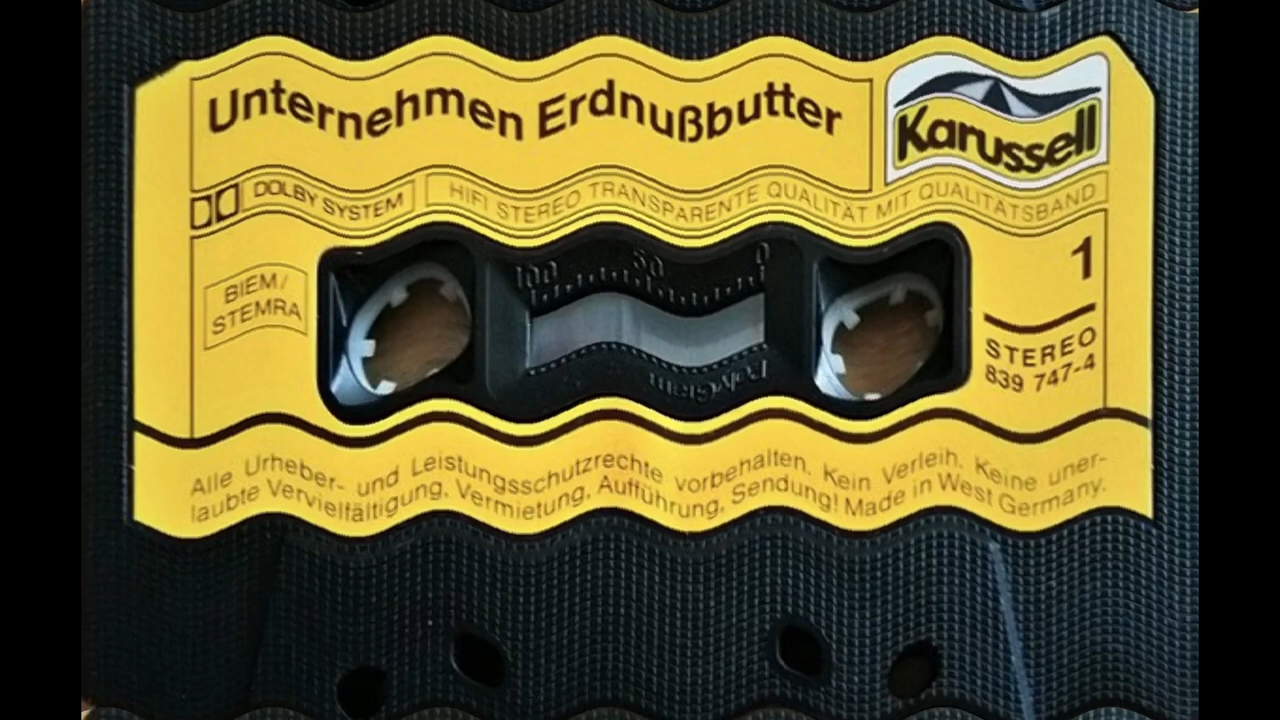 Unternehmen Erdnußbutter
Karussell
DOLBY SYSTEM
HIFI STEREO TRANSPARENTE QUALITÄT MIT QUALITÄTSBAND
BIEM/
STEMRA
100 50 0
PolyGram
1
STEREO
839 747-4
Alle Urheber- und Leistungsschutzrechte vorbehalten. Kein Verleih. Keine uner-
laubte Vervielfältigung, Vermietung, Aufführung, Sendung! Made in West Germany.